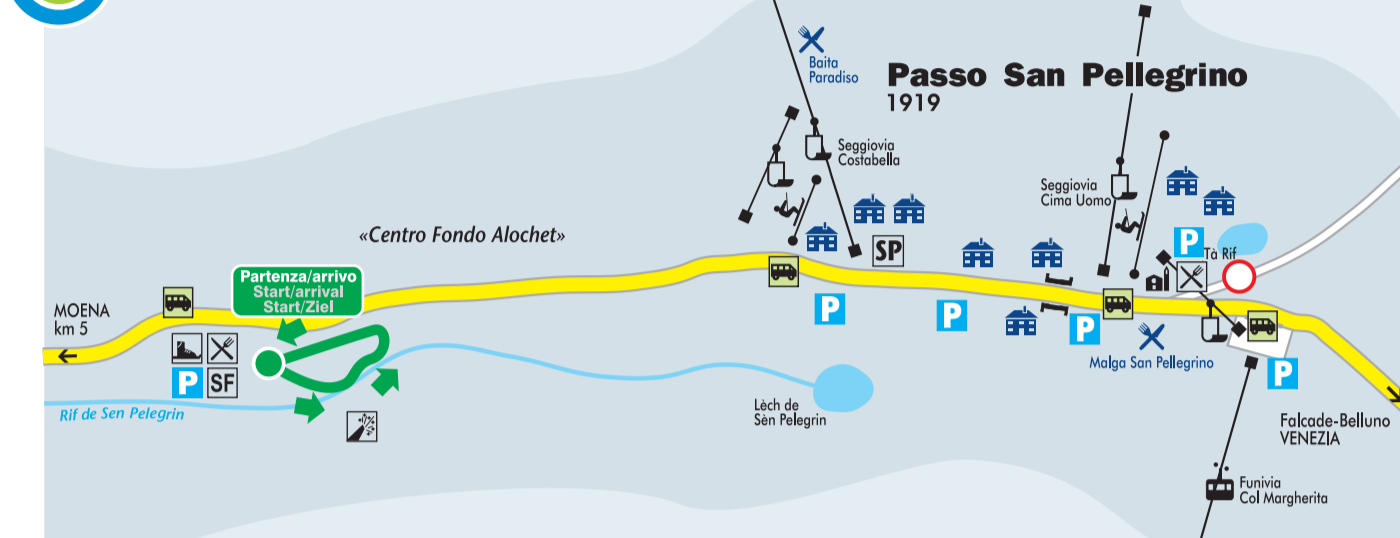 Baita
Paradiso
Passo San Pellegrino
1919
Seggiovia
Costabella
Seggiovia
Cima Uomo
«Centro Fondo Alochet»
SP
P
Tà Rif
Partenza/arrivo
Start/arrival
Start/Ziel
MOENA
km 5
P
P
P
Malga San Pellegrino
P
SF
P
Rif de Sen Pelegrin
Lèch de
Sèn Pelegrin
Falcade-Belluno
VENEZIA
Funivia
Col Margherita